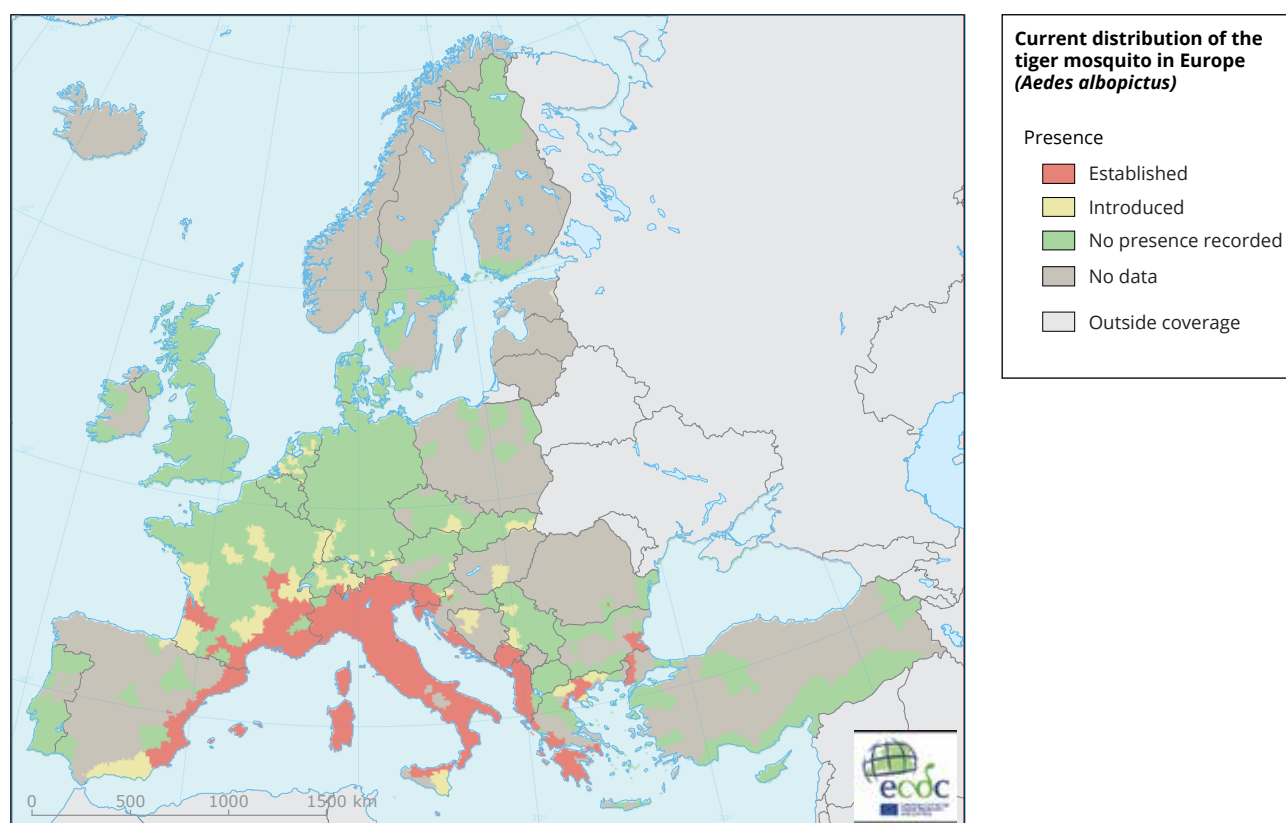 Current distribution of the
tiger mosquito in Europe
(Aedes albopictus)
Presence
Established
Introduced
No presence recorded
No data
Outside coverage
0 500 1000 1500 km
ecdc